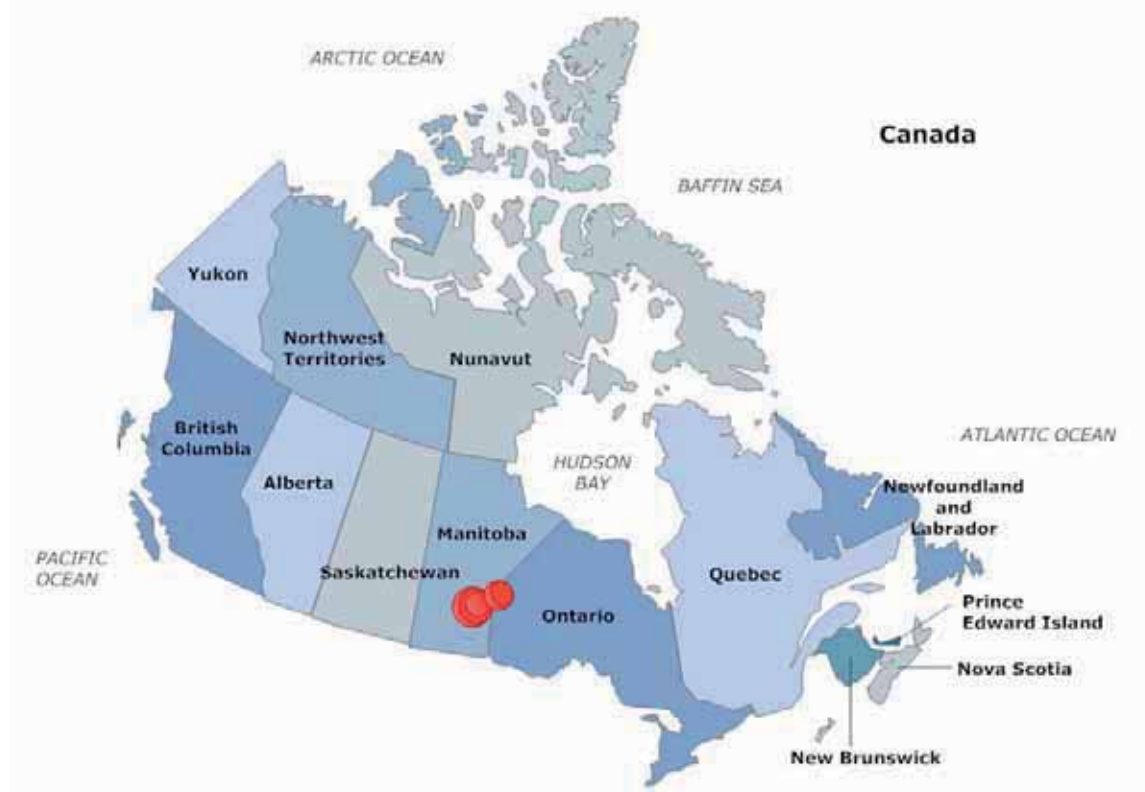 ARCTIC OCEAN
Canada
BAFFIN SEA
Yukon
Northwest
Territories
Nunavut
British
Columbia
ATLANTIC OCEAN
HUDSON
BAY
Alberta
Newfoundland
and
Labrador
Manitoba
PACIFIC
OCEAN
Saskatchewan
Quebec
Ontario
Prince
Edward Island
Nova Scotia
New Brunswick